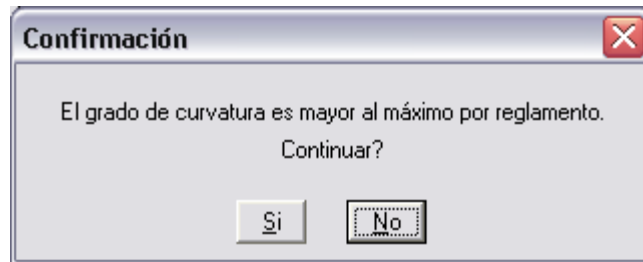 Confirmación
El grado de curvatura es mayor al máximo por reglamento.
Continuar?
Si No